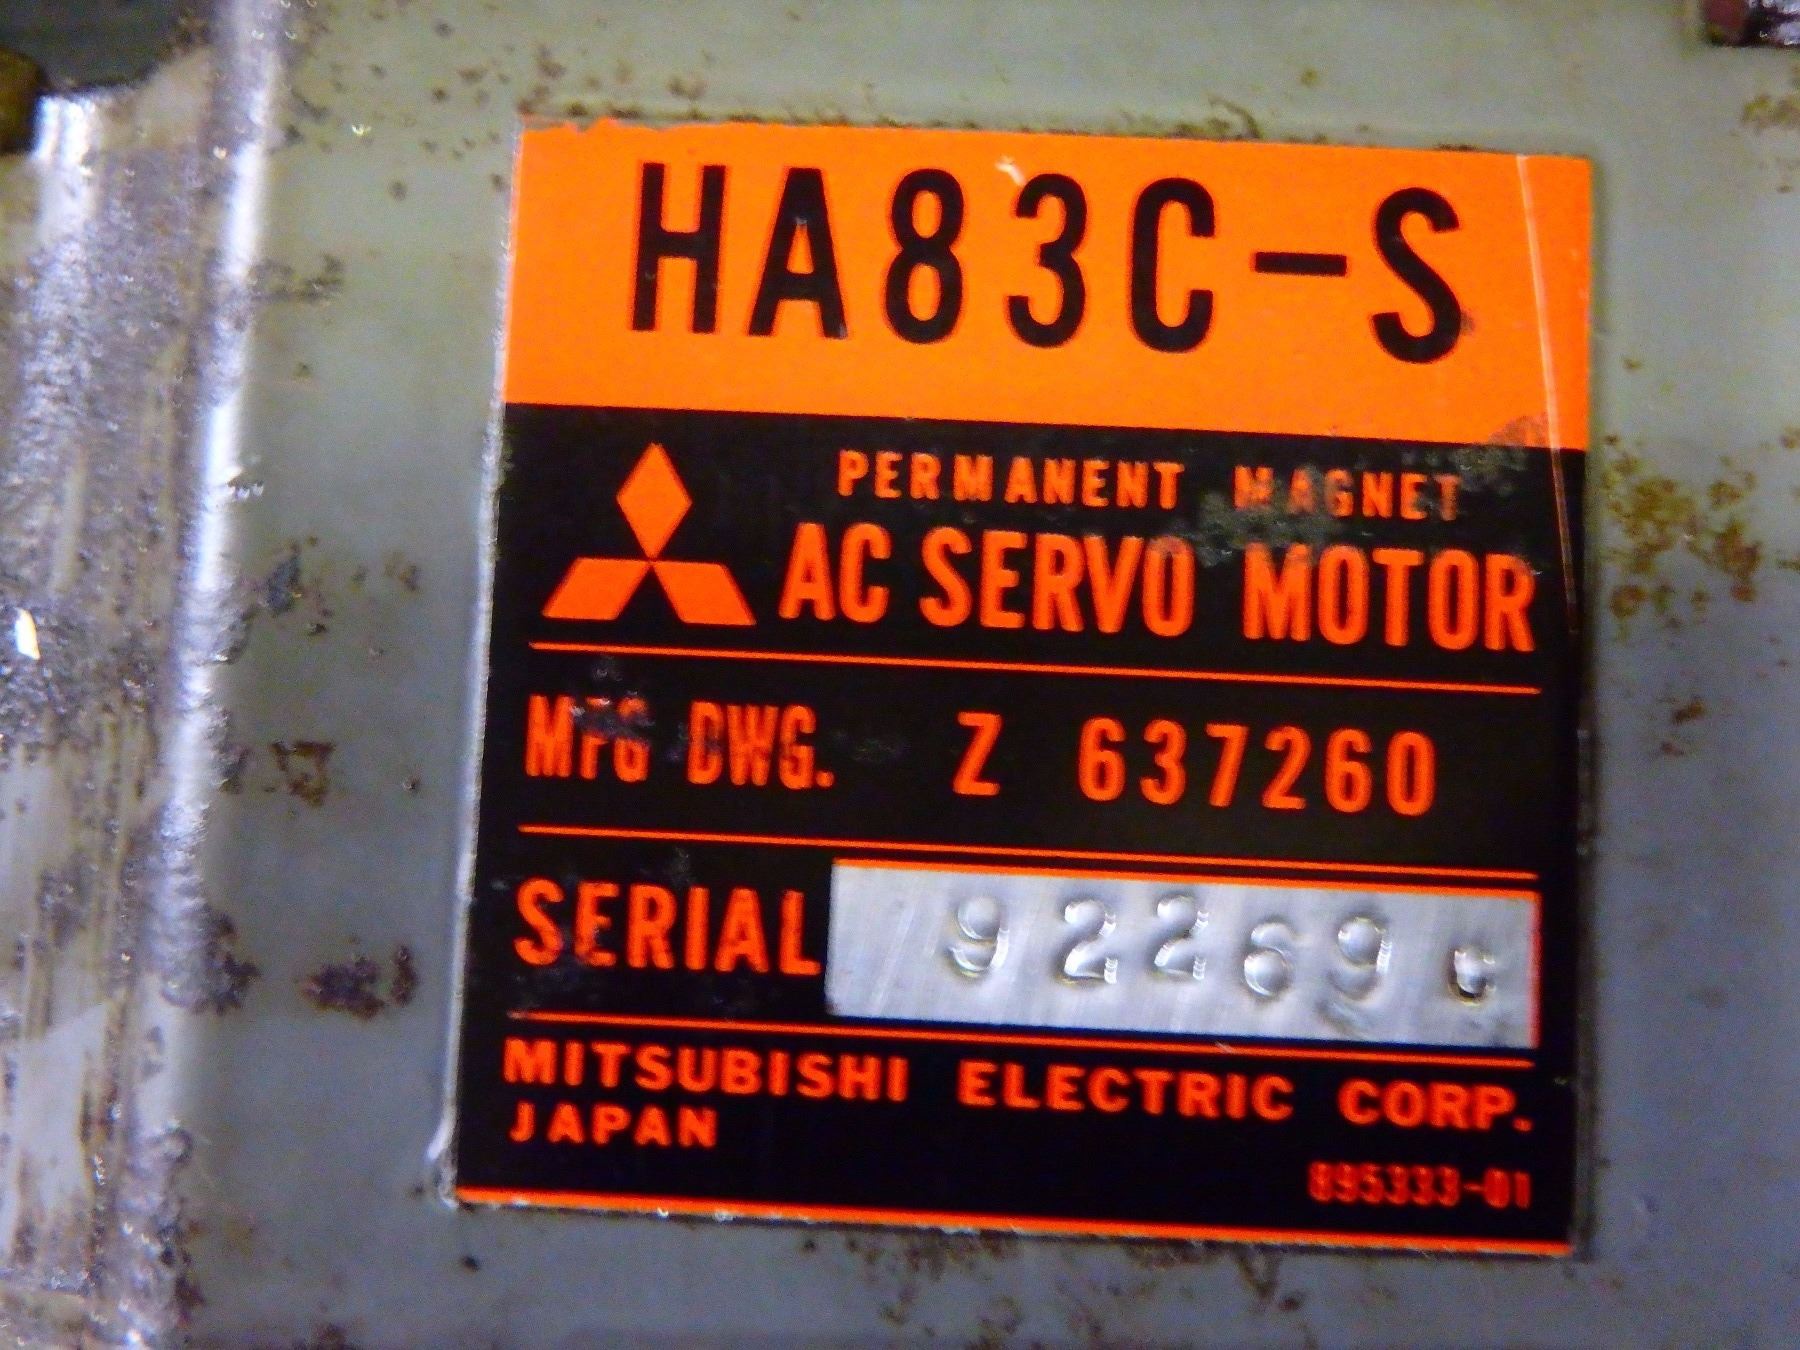 HA83C-S
PERMANENT MAGNET
AC SERVO MOTOR
MFG DWG. Z 637260
SERIAL 92269
MITSUBISHI ELECTRIC CORP.
JAPAN
895333-01